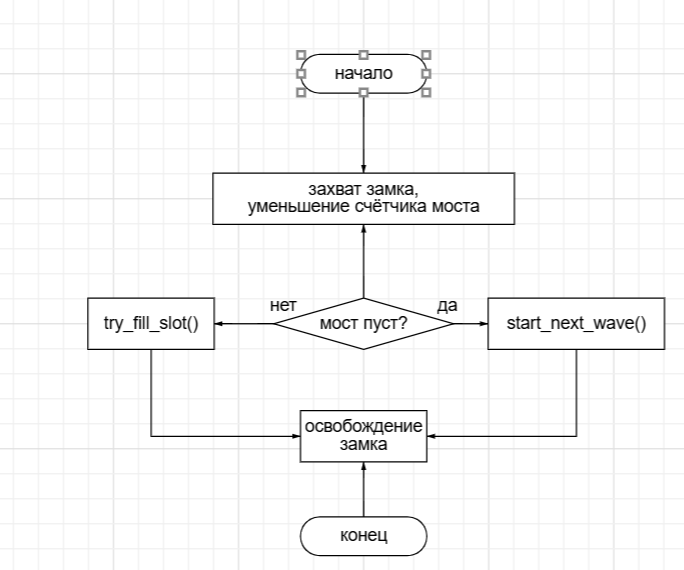 начало
захват замка,
уменьшение счётчика моста
нет
да
try_fill_slot()
мост пуст?
start_next_wave()
освобождение
замка
конец